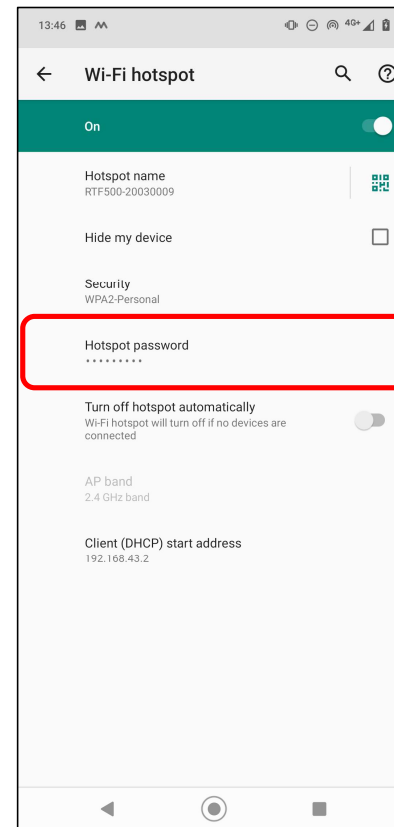 13:46 4G+
Wi-Fi hotspot
On
Hotspot name
RTF500-20030009
Hide my device
Security
WPA2-Personal
Hotspot password
•••••••••
Turn off hotspot automatically
Wi-Fi hotspot will turn off if no devices are
connected
AP band
2.4 GHz band
Client (DHCP) start address
192.168.43.2